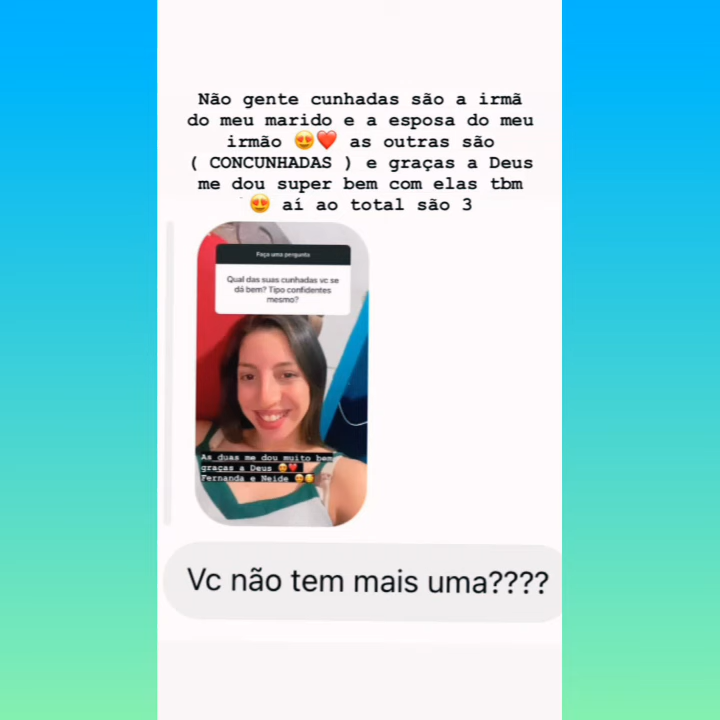 Não gente cunhadas são a irmã
do meu marido e a esposa do meu
irmão 😍❤️ as outras são
( CONCUNHADAS ) e graças a Deus
me dou super bem com elas tbm
😍 aí ao total são 3
Faça uma pergunta
Qual das suas cunhadas vc se
dá bem? Tipo confidentes
mesmo?
As duas me dou muito bem
graças a Deus 🥰❤️
Fernanda e Neide 🥰😅
Vc não tem mais uma????